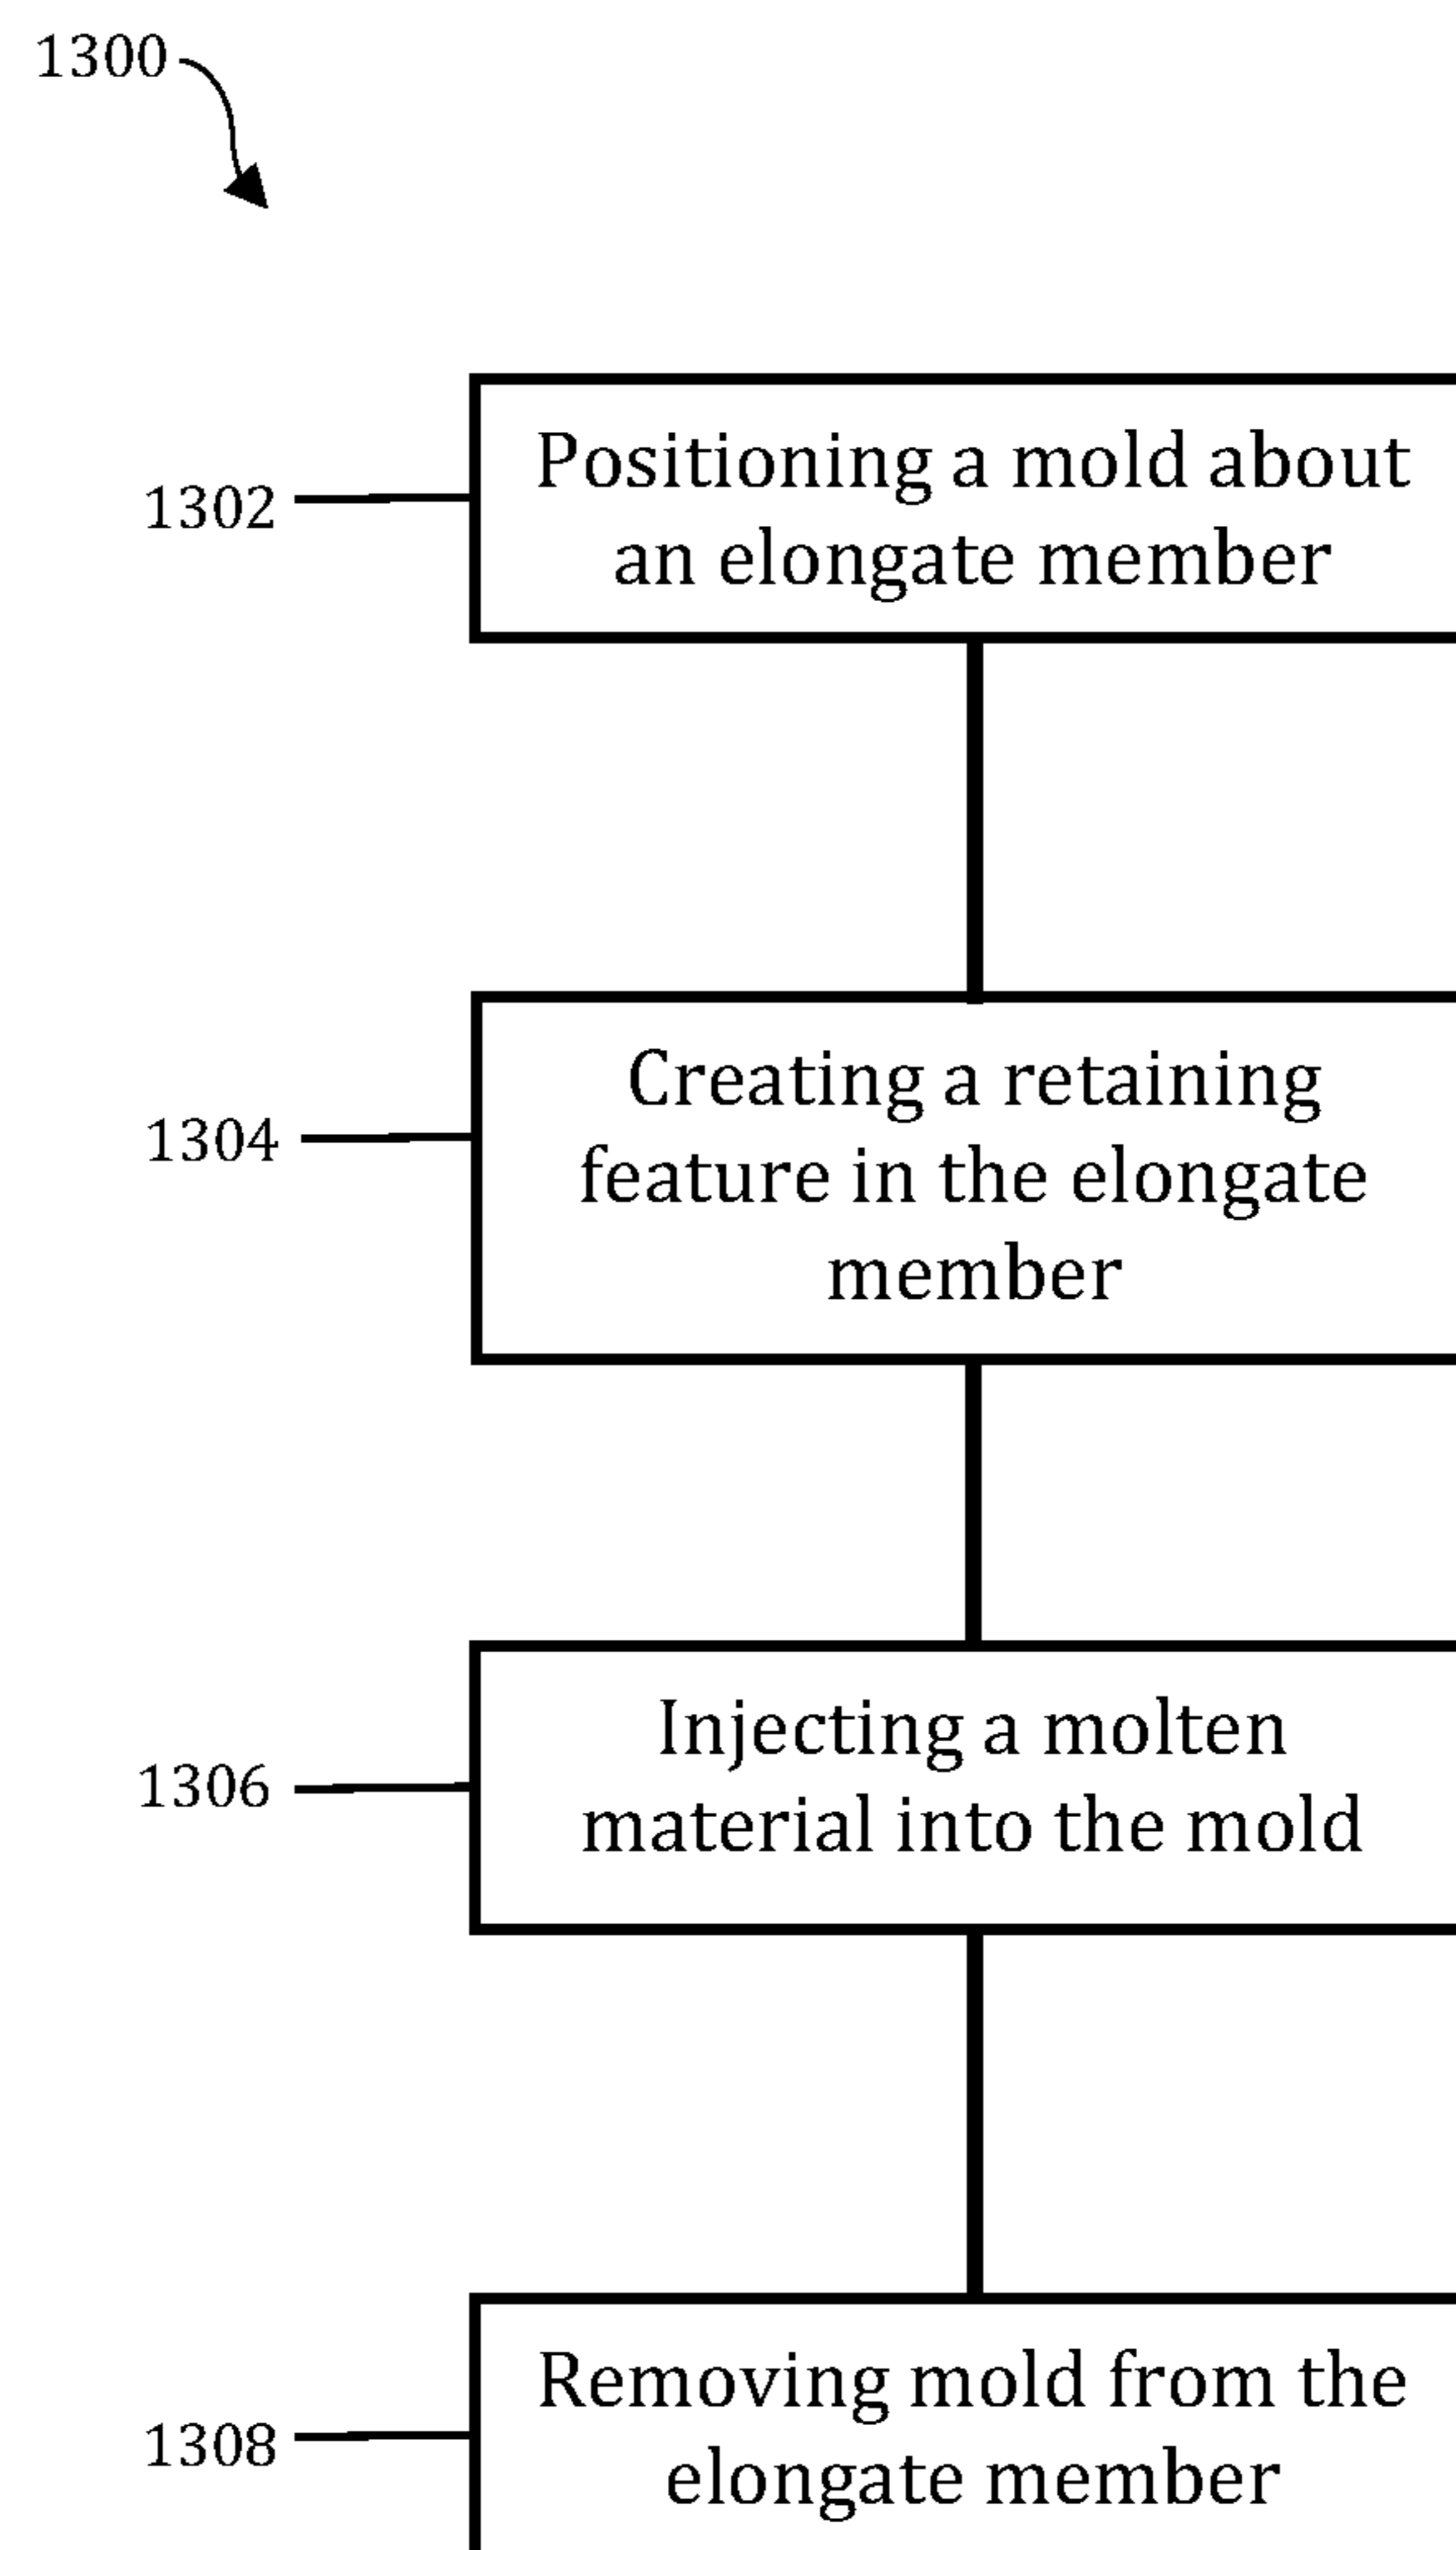 1300
1302
Positioning a mold about
an elongate member
1304
Creating a retaining
feature in the elongate
member
1306
Injecting a molten
material into the mold
1308
Removing mold from the
elongate member